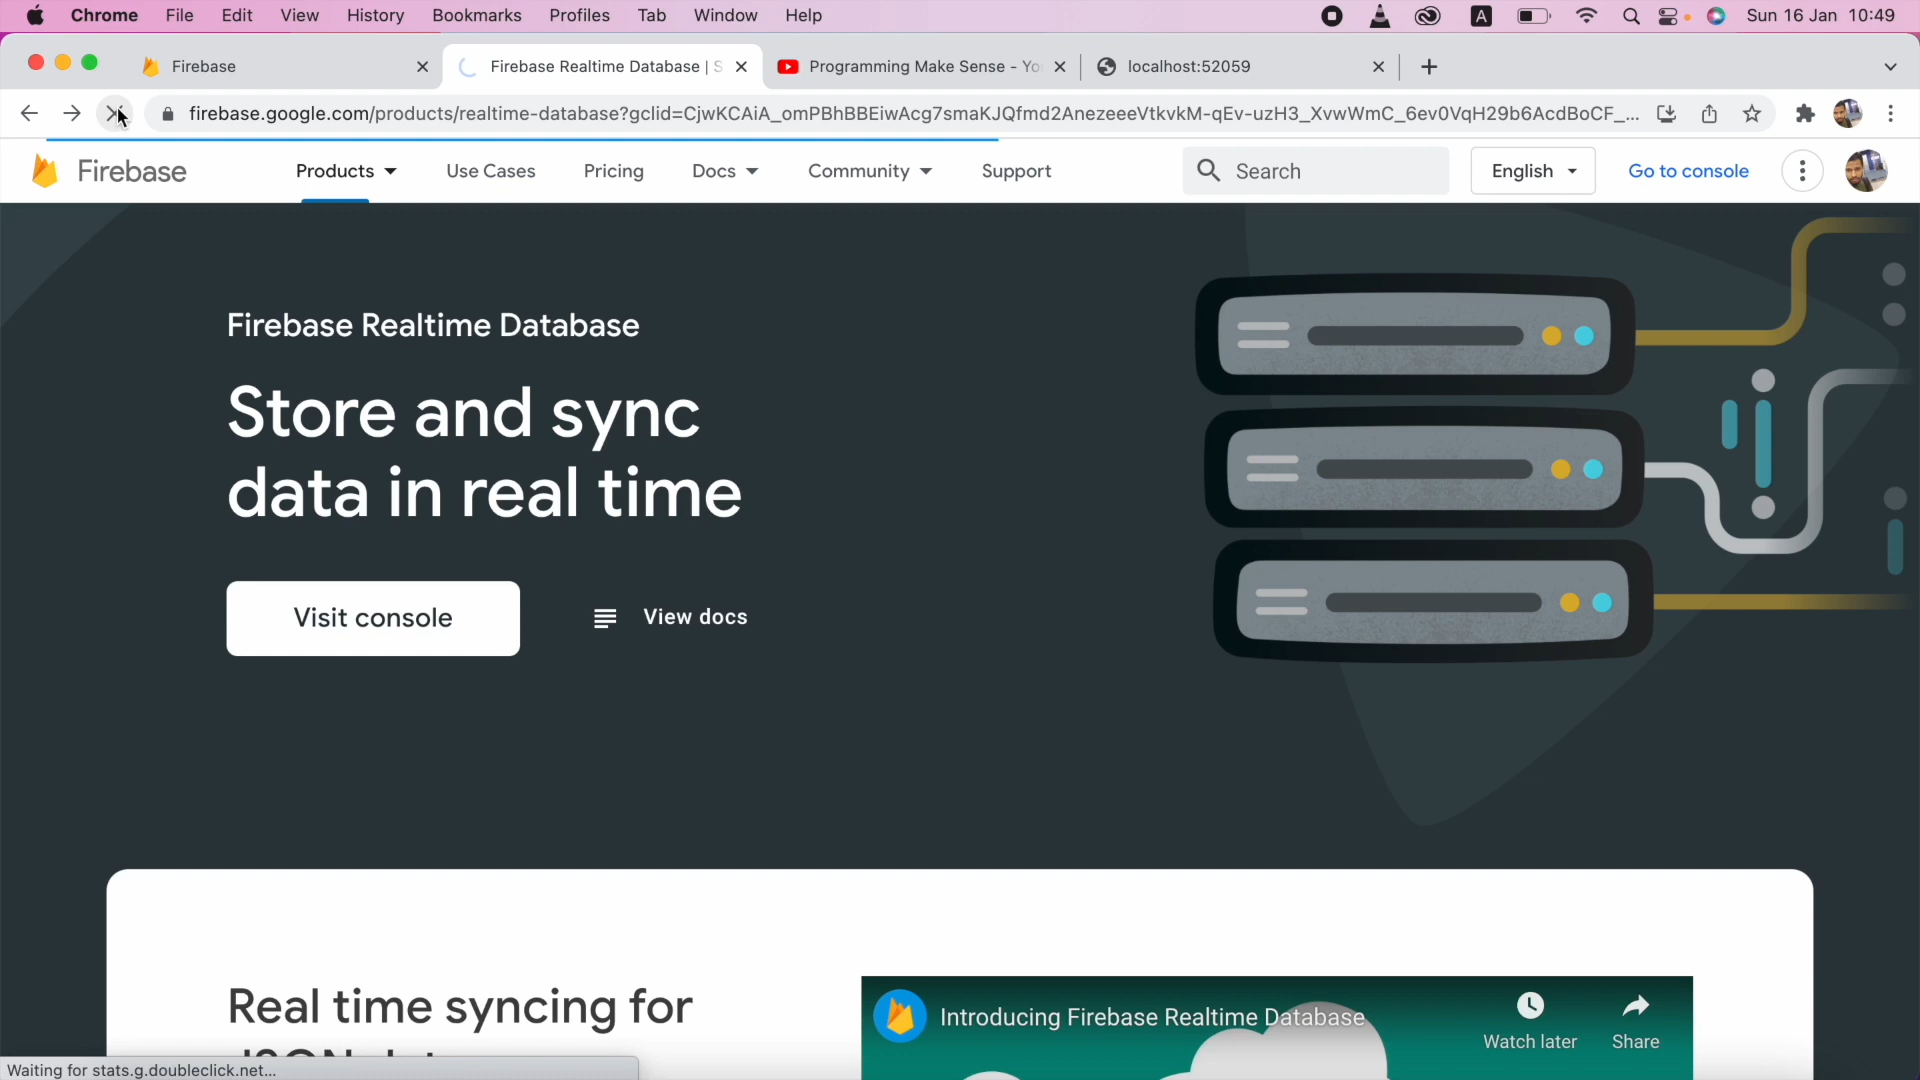 Chrome File Edit View History Bookmarks Profiles Tab Window Help A Sun 16 Jan 10:49
Firebase Firebase Realtime Database | S Programming Make Sense - Yo localhost:52059
firebase.google.com/products/realtime-database?gclid=CjwKCAiA_omPBhBBEiwAcg7smaKJQfmd2AnezeeeVtkvkM-qEv-uzH3_XvwWmC_6ev0VqH29b6AcdBoCF_...
Firebase Products Use Cases Pricing Docs Community Support Search English Go to console
Firebase Realtime Database
Store and sync
data in real time
Visit console View docs
Real time syncing for
Introducing Firebase Realtime Database
Watch later Share
Waiting for stats.g.doubleclick.net...